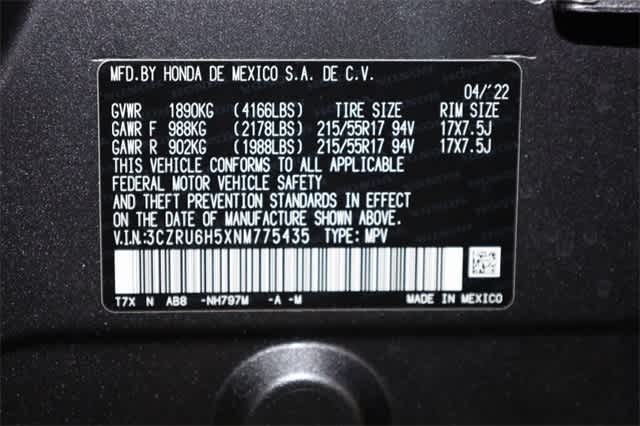 MFD.BY HONDA DE MEXICO S.A. DE C.V.
04/'22
GVWR 1890KG (4166LBS) TIRE SIZE RIM SIZE
GAWR F 988KG (2178LBS) 215/55R17 94V 17X7.5J
GAWR R 902KG (1988LBS) 215/55R17 94V 17X7.5J
THIS VEHICLE CONFORMS TO ALL APPLICABLE
FEDERAL MOTOR VEHICLE SAFETY
AND THEFT PREVENTION STANDARDS IN EFFECT
ON THE DATE OF MANUFACTURE SHOWN ABOVE.
V.I.N:3CZRU6H5XNM775435 TYPE: MPV
T7X N AB8 -NH797M -A -M MADE IN MEXICO